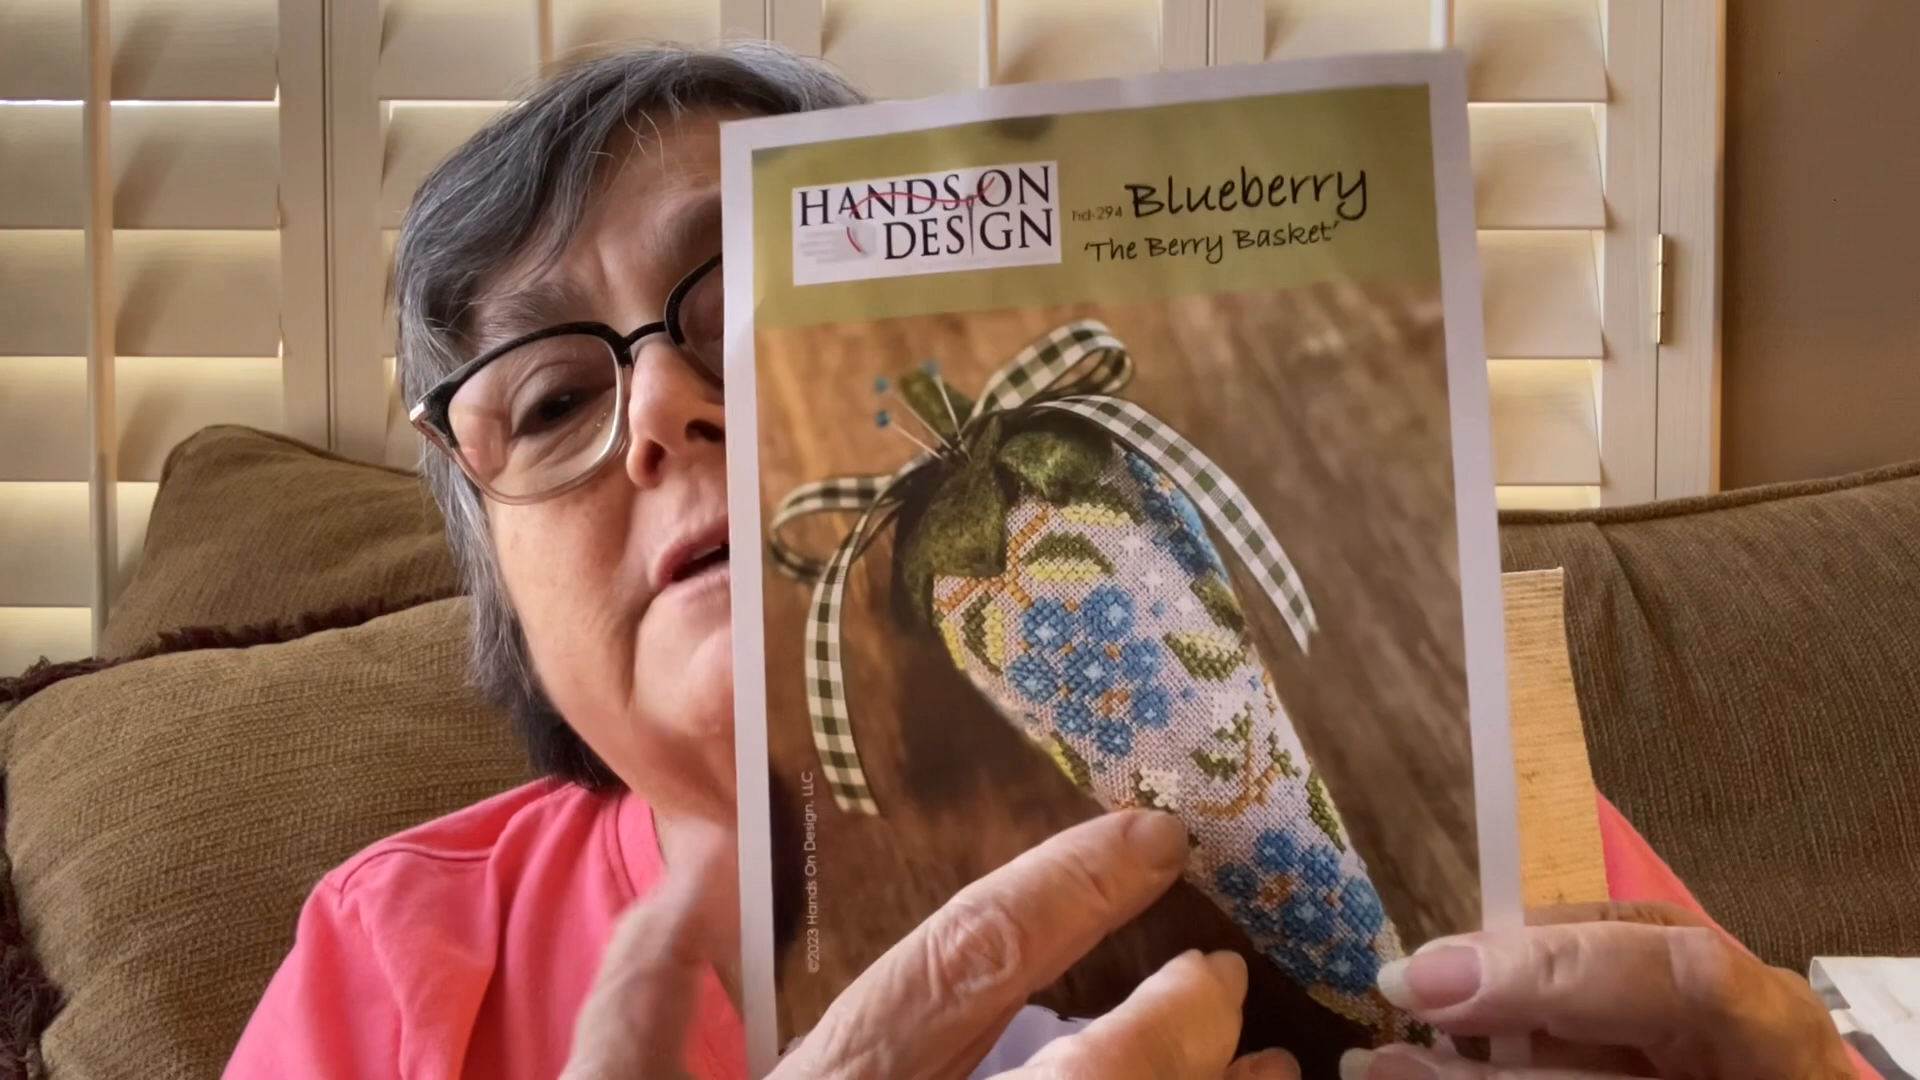 HANDS ON
DESIGN
hd-294 Blueberry
'The Berry Basket'
©2023 Hands On Design, LLC